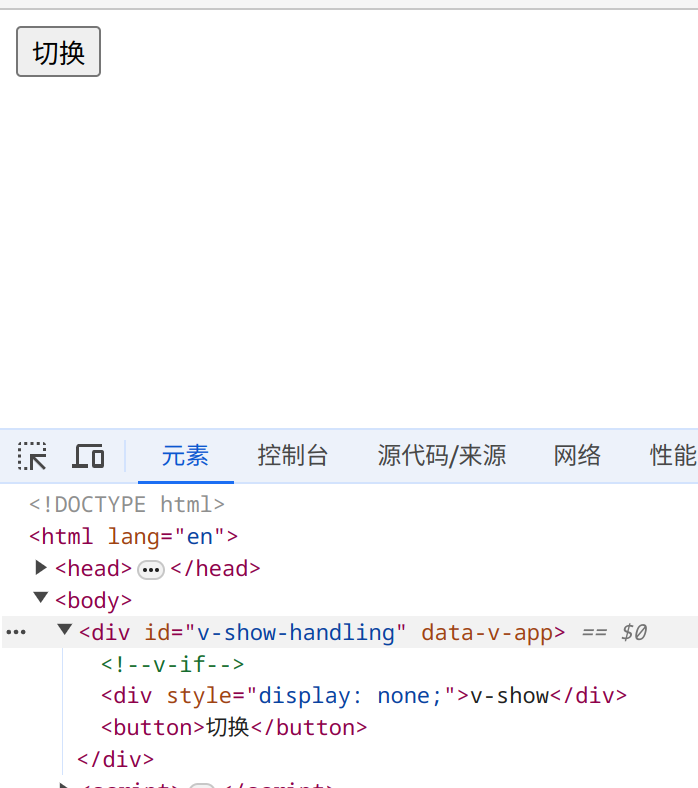 切换
元素 控制台 源代码/来源 网络 性能
<!DOCTYPE html>
<html lang="en">
<head> ••• </head>
<body>
••• <div id="v-show-handling" data-v-app> == $0
<!--v-if-->
<div style="display: none;">v-show</div>
<button>切换</button>
</div>